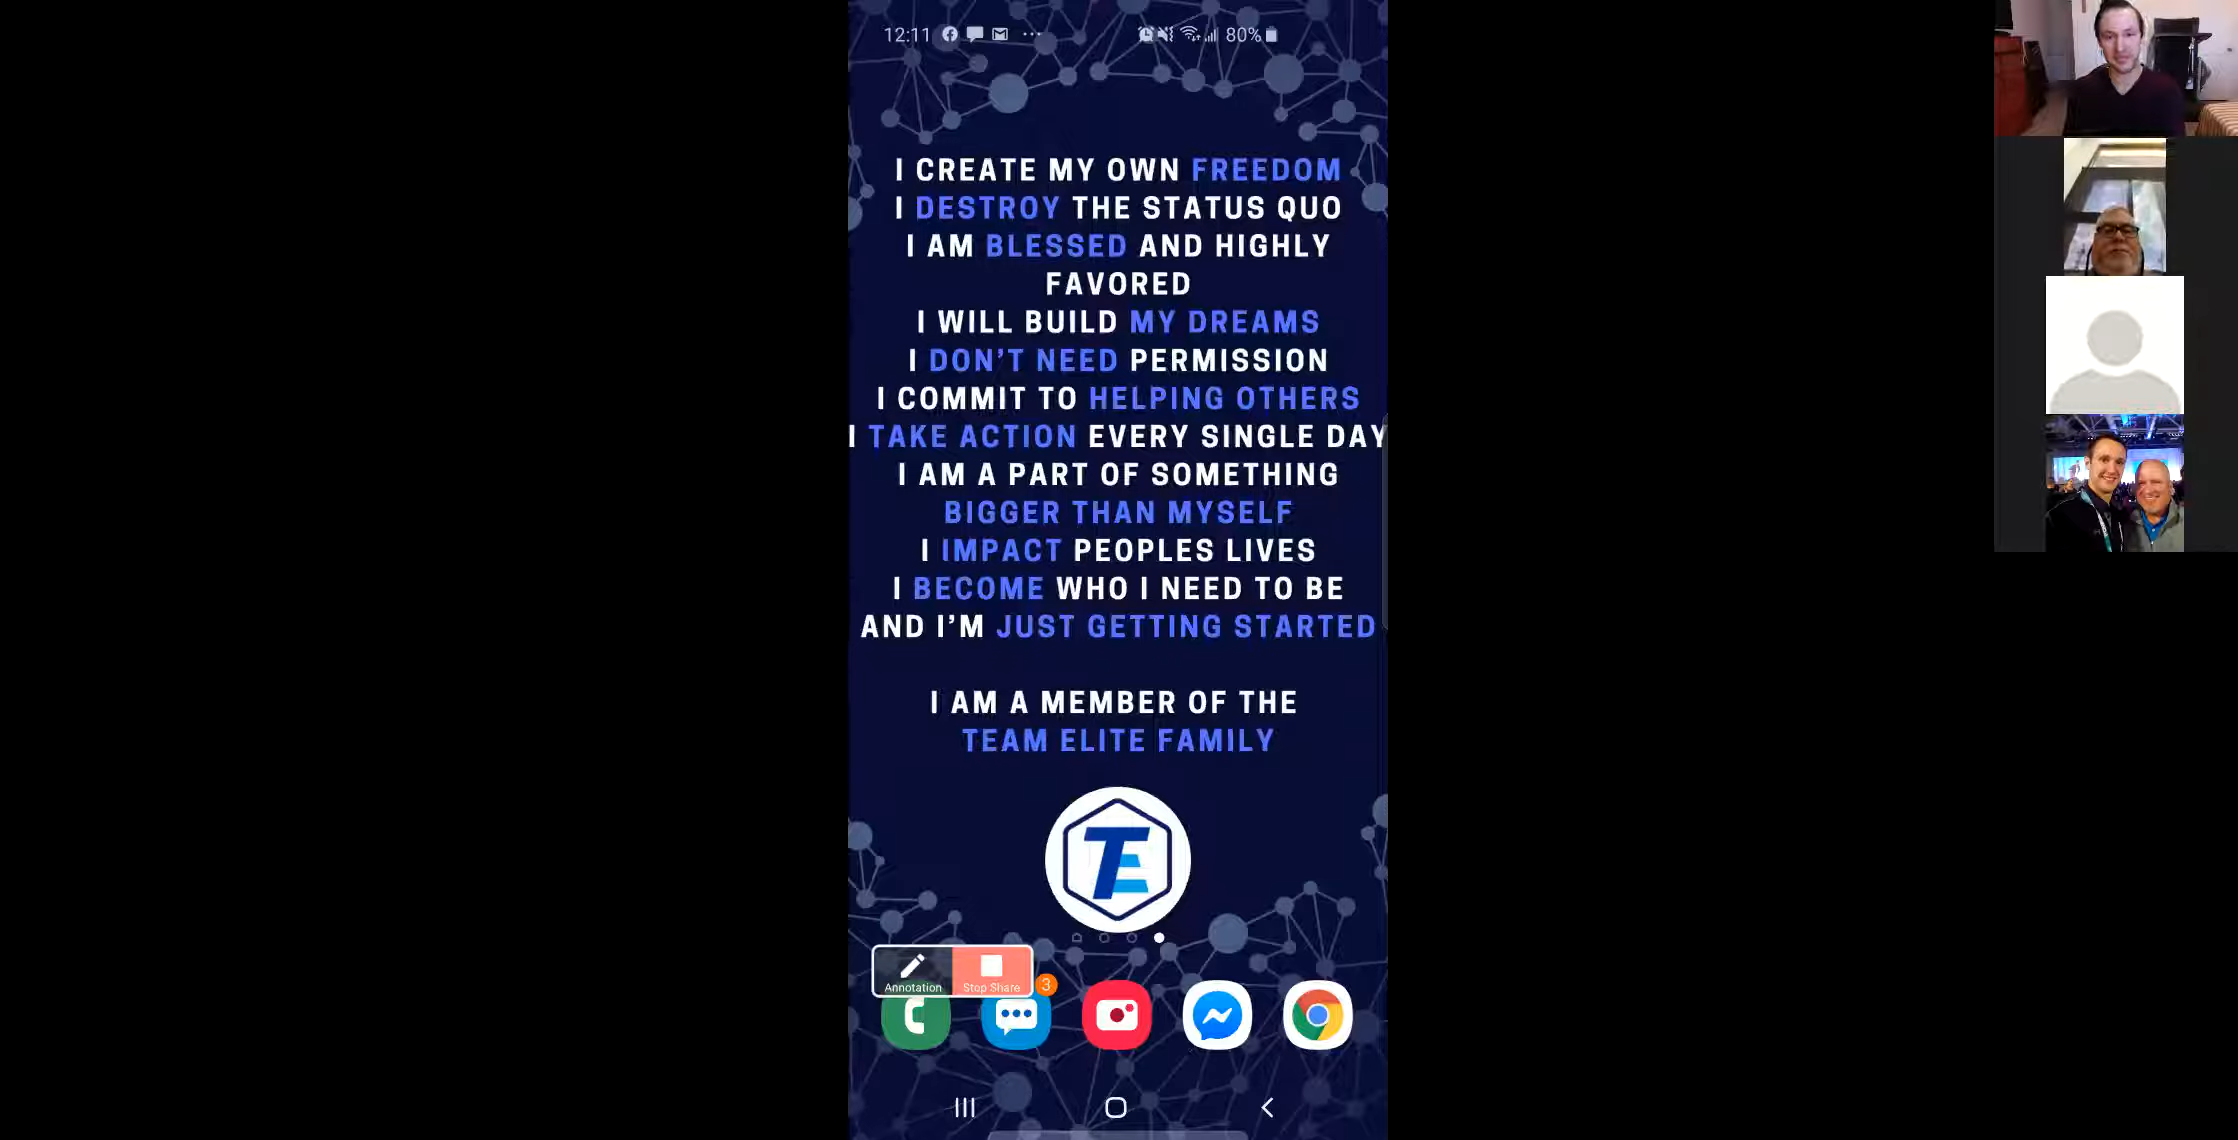 12:11
80%
I CREATE MY OWN FREEDOM
I DESTROY THE STATUS QUO
I AM BLESSED AND HIGHLY
FAVORED
I WILL BUILD MY DREAMS
I DON’T NEED PERMISSION
I COMMIT TO HELPING OTHERS
I TAKE ACTION EVERY SINGLE DAY
I AM A PART OF SOMETHING
BIGGER THAN MYSELF
I IMPACT PEOPLES LIVES
I BECOME WHO I NEED TO BE
AND I’M JUST GETTING STARTED
I AM A MEMBER OF THE
TEAM ELITE FAMILY
TE
Annotation
Stop Share
3